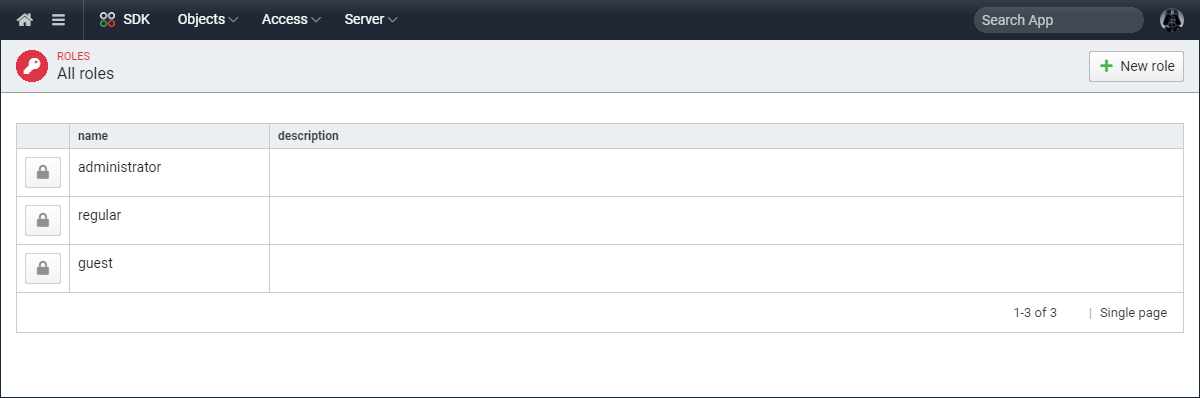 SDK Objects Access Server Search App
ROLES
All roles
New role
name description
administrator
regular
guest
1-3 of 3 | Single page